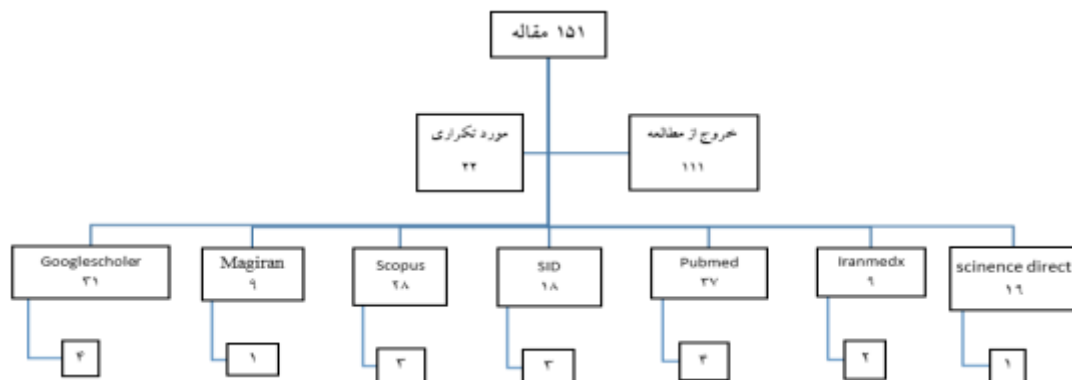 ۱۵۱ مقاله
مورد تکراری
۲۲
خروج از مطالعه
۱۱۱
Googlescholer
۳۱
Magiran
۹
Scopus
۲۸
SID
۱۸
Pubmed
۳۷
Iranmedx
۹
scinence direct
۱۹
۴
۱
۳
۳
۴
۲
۱